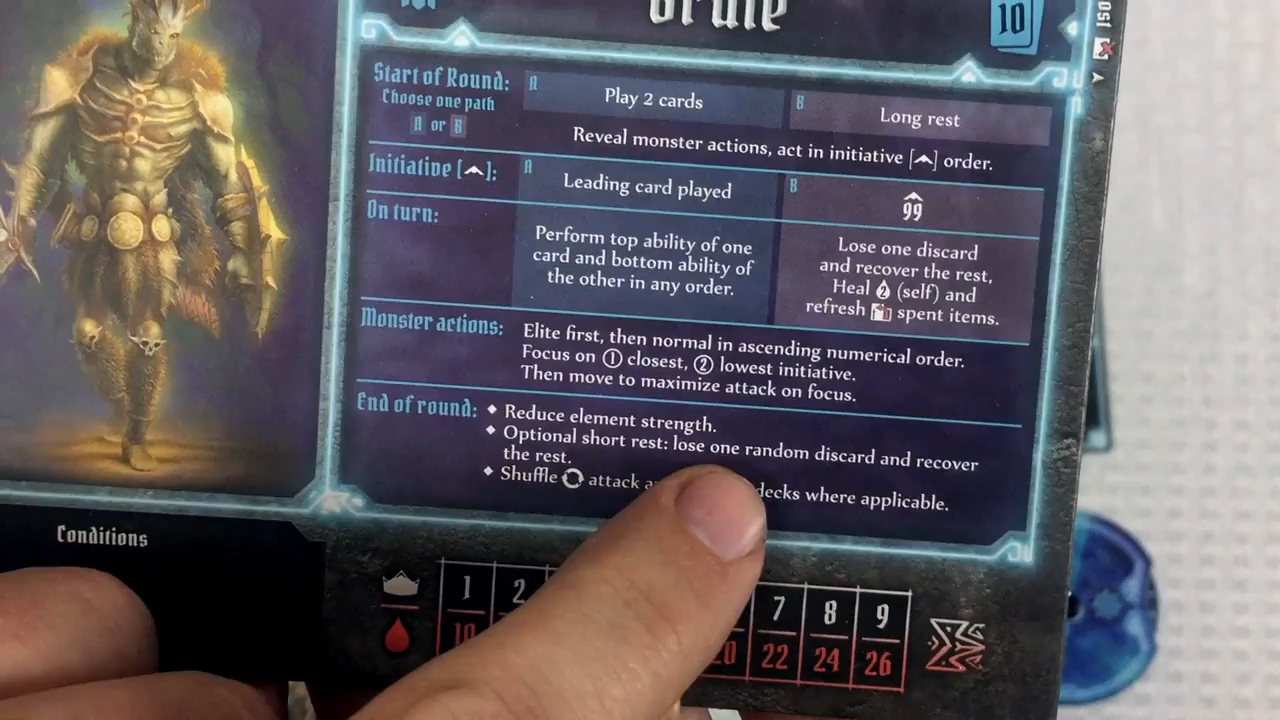 Brute
10
Start of Round:
Choose one path
A or B
A Play 2 cards
B Long rest
Reveal monster actions, act in initiative [ ] order.
Initiative [ ]:
A Leading card played
B 99
On turn:
Perform top ability of one
card and bottom ability of
the other in any order.
Lose one discard
and recover the rest,
Heal 2 (self) and
refresh spent items.
Monster actions:
Elite first, then normal in ascending numerical order.
Focus on 1 closest, 2 lowest initiative.
Then move to maximize attack on focus.
End of round:
Reduce element strength.
Optional short rest: lose one random discard and recover
the rest.
Shuffle attack decks where applicable.
Conditions
1 2 7 8 9
22 24 26